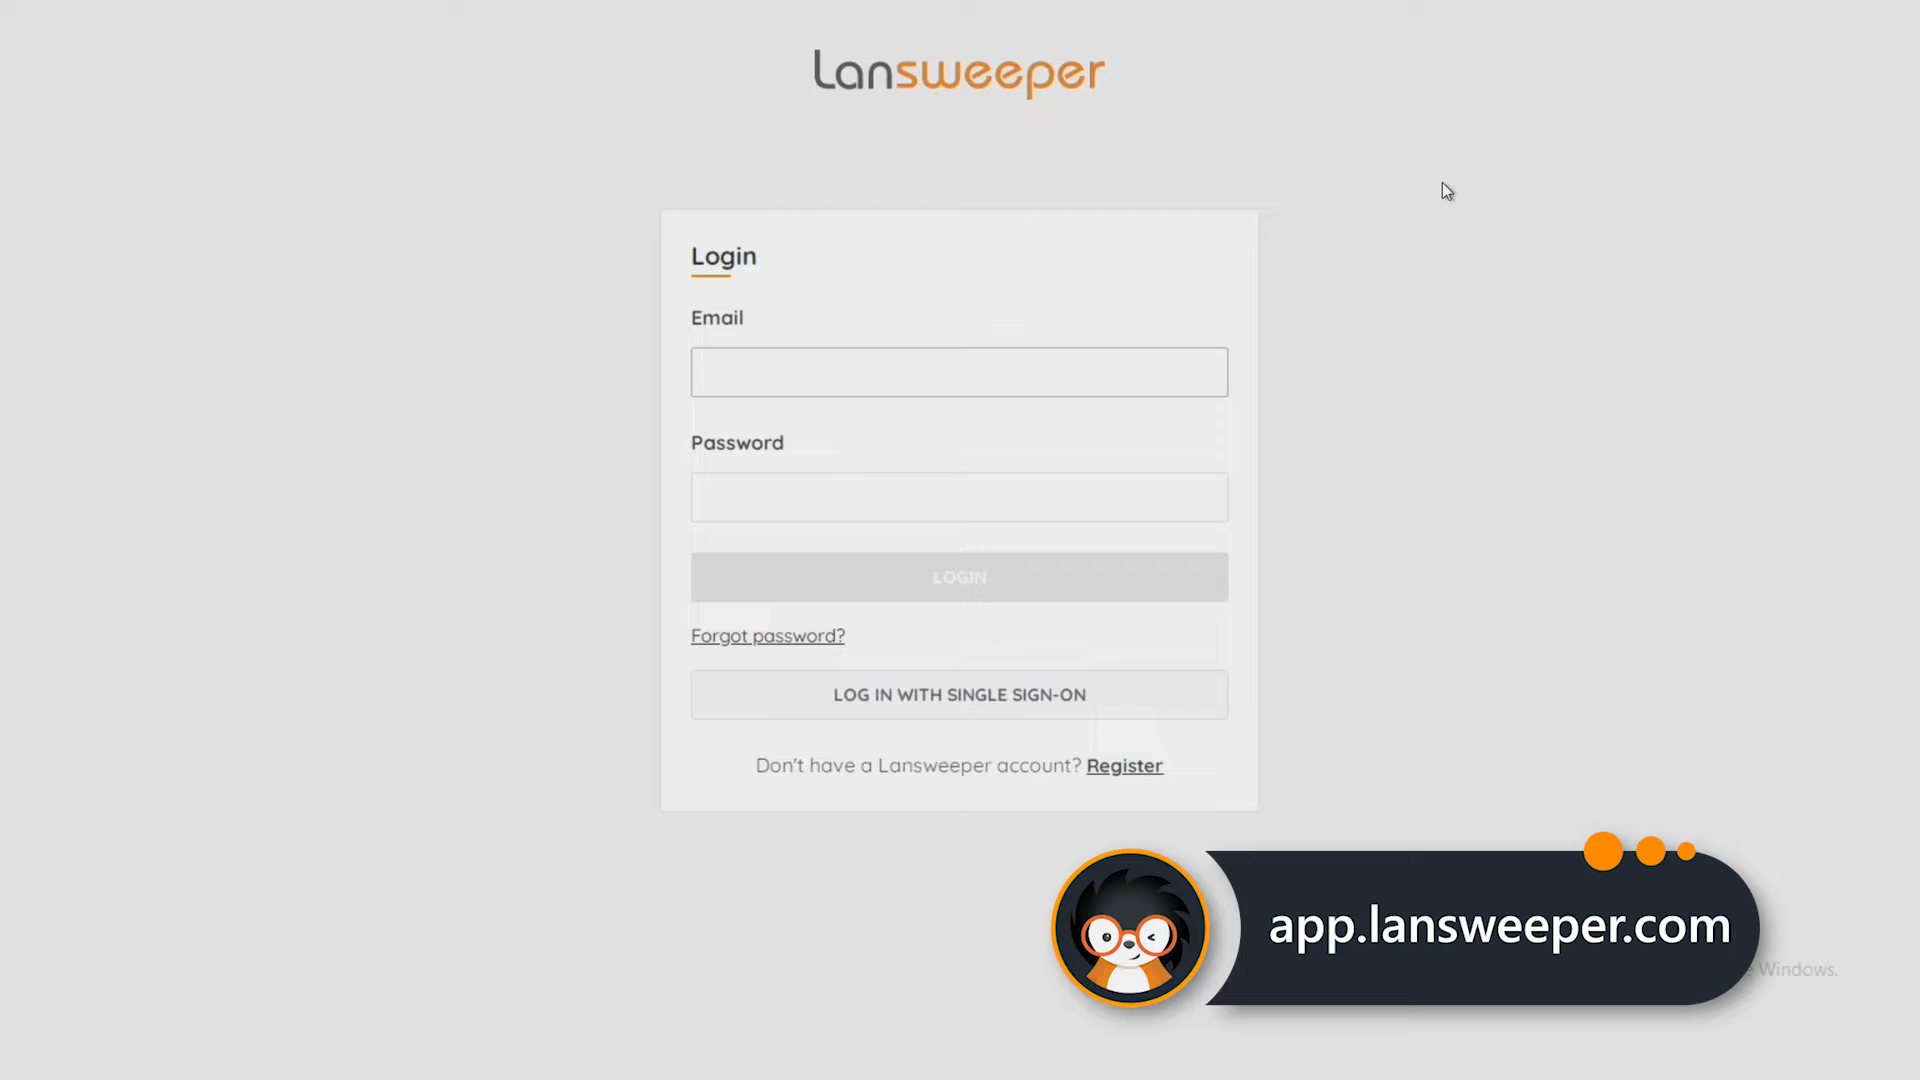 Lansweeper
Login
Email
Password
LOGIN
Forgot password?
LOG IN WITH SINGLE SIGN-ON
Don't have a Lansweeper account? Register
app.lansweeper.com
Windows.